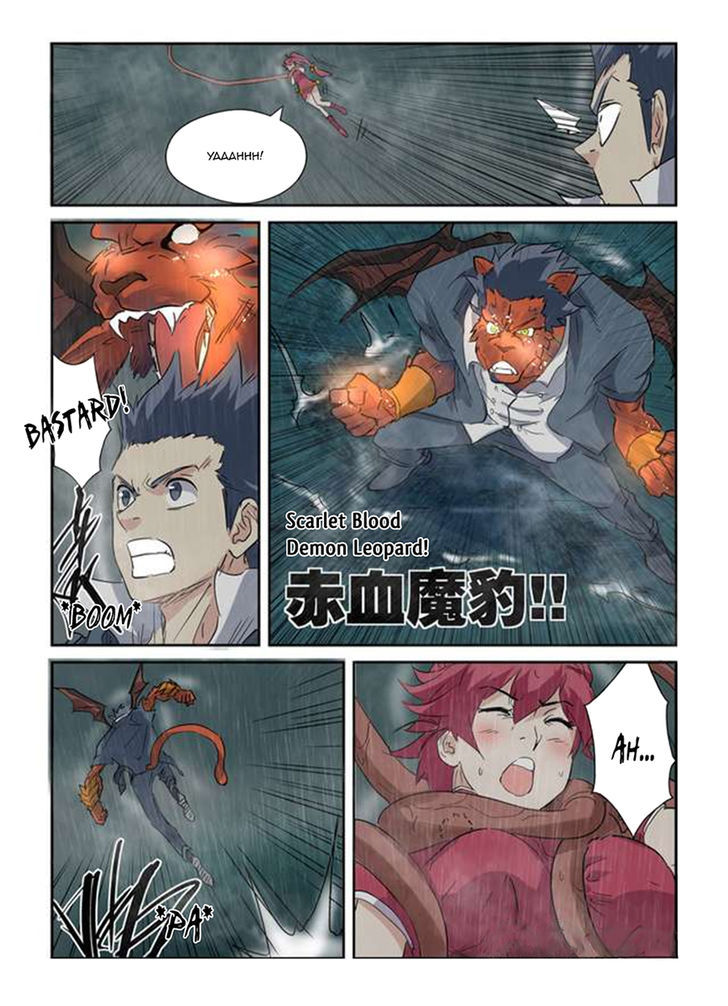 YAAAHHH!
BASTARD!
*BOOM*
Scarlet Blood
Demon Leopard!
赤血魔豹!!
AH...
*PA*